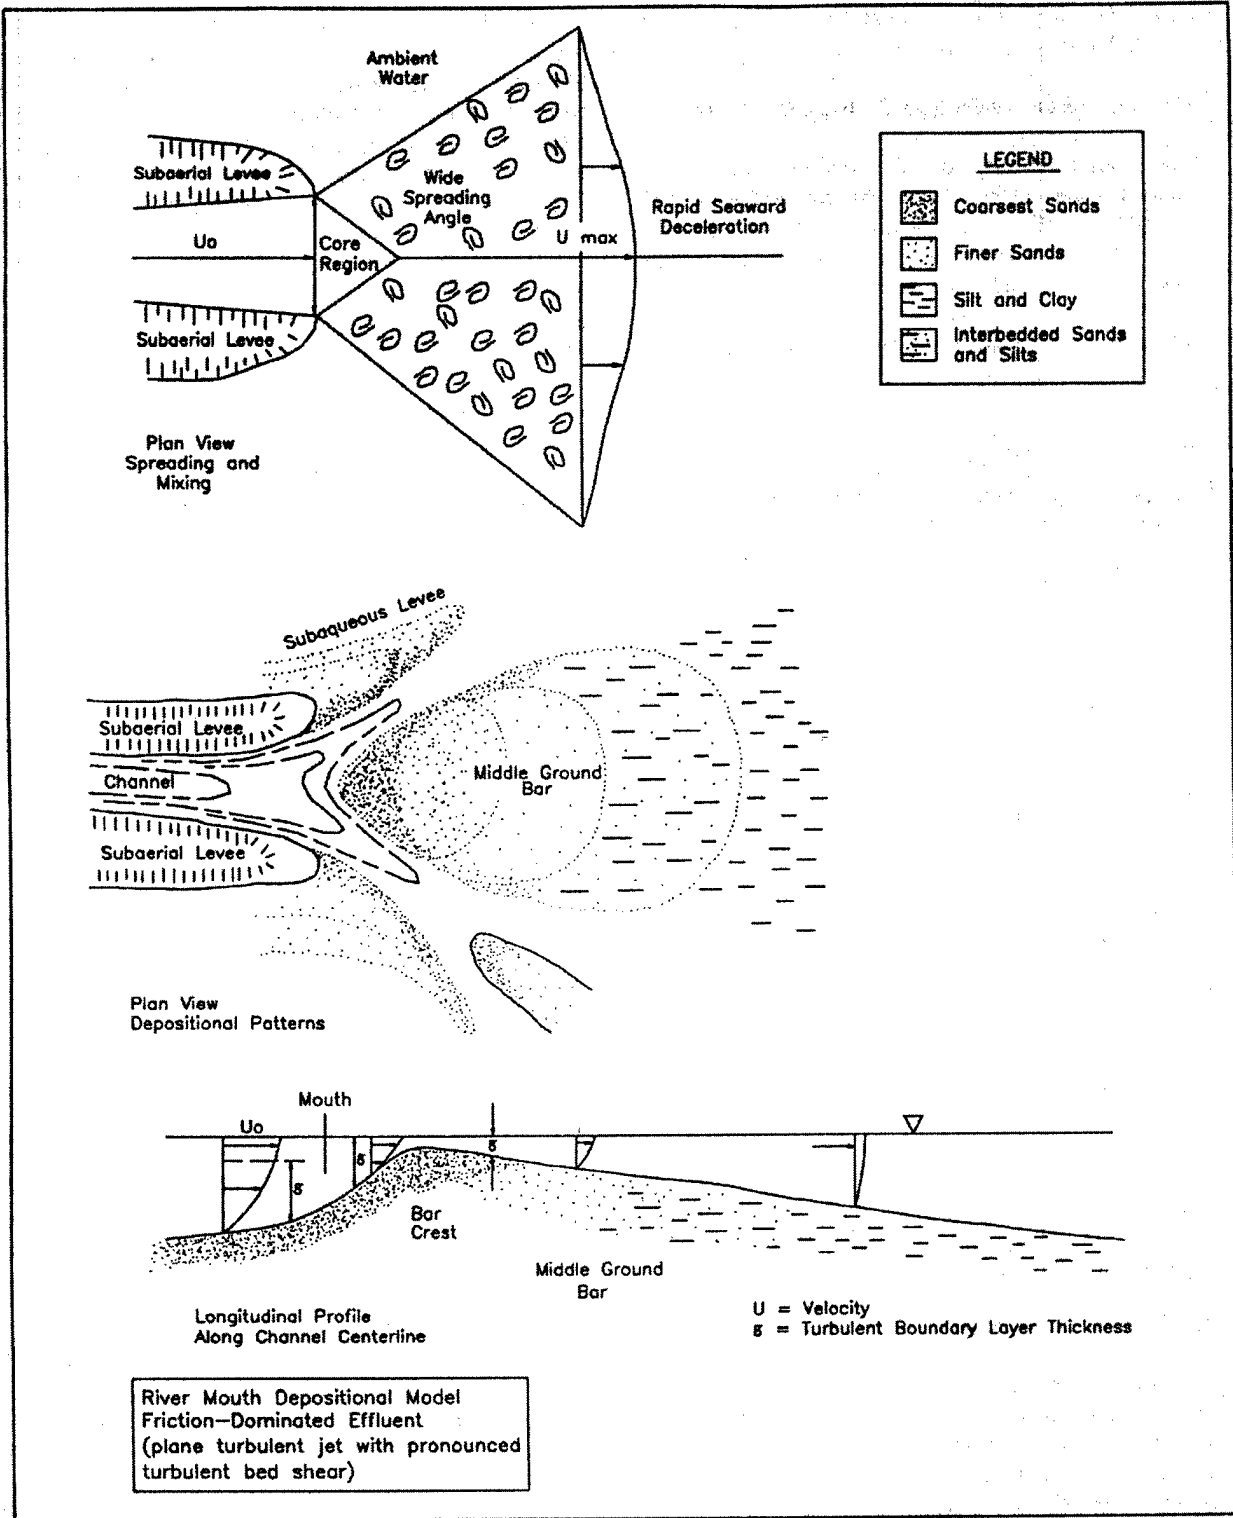 Ambient
Water
Subaerial Levee
Wide
Spreading
Angle
Uo
Core
Region
U max
Rapid Seaward
Deceleration
Subaerial Levee
Plan View
Spreading and
Mixing
LEGEND
Coarsest Sands
Finer Sands
Silt and Clay
Interbedded Sands
and Silts
Subaqueous Levee
Subaerial Levee
Channel
Middle Ground
Bar
Subaerial Levee
Plan View
Depositional Patterns
Mouth
Uo
δ
δ
δ
Bar
Crest
Middle Ground
Bar
Longitudinal Profile
Along Channel Centerline
U = Velocity
δ = Turbulent Boundary Layer Thickness
River Mouth Depositional Model
Friction—Dominated Effluent
(plane turbulent jet with pronounced
turbulent bed shear)